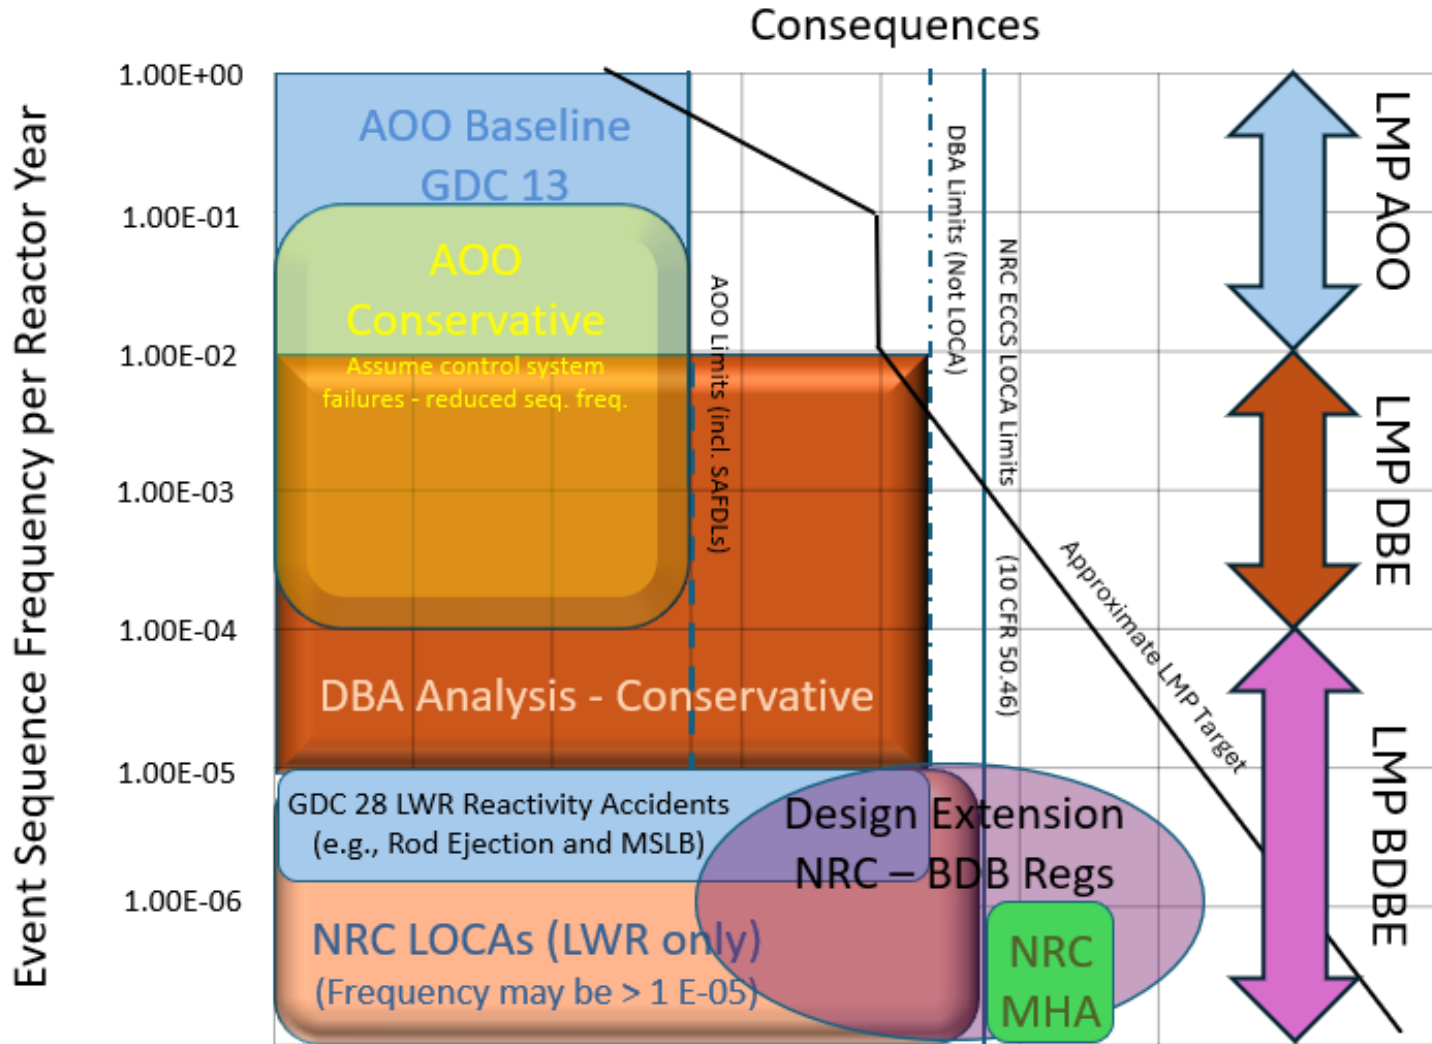 Consequences
Event Sequence Frequency per Reactor Year
1.00E+00
1.00E-01
1.00E-02
1.00E-03
1.00E-04
1.00E-05
1.00E-06
AOO Baseline
GDC 13
AOO
Conservative
Assume control system
failures - reduced seq. freq.
DBA Analysis - Conservative
GDC 28 LWR Reactivity Accidents
(e.g., Rod Ejection and MSLB)
NRC LOCAs (LWR only)
(Frequency may be > 1 E-05)
Design Extension
NRC – BDB Regs
NRC
MHA
AOO Limits (incl. SAFDLs)
DBA Limits (Not LOCA)
NRC ECCS LOCA Limits (10 CFR 50.46)
Approximate LMP Target
LMP AOO
LMP DBE
LMP BDBE